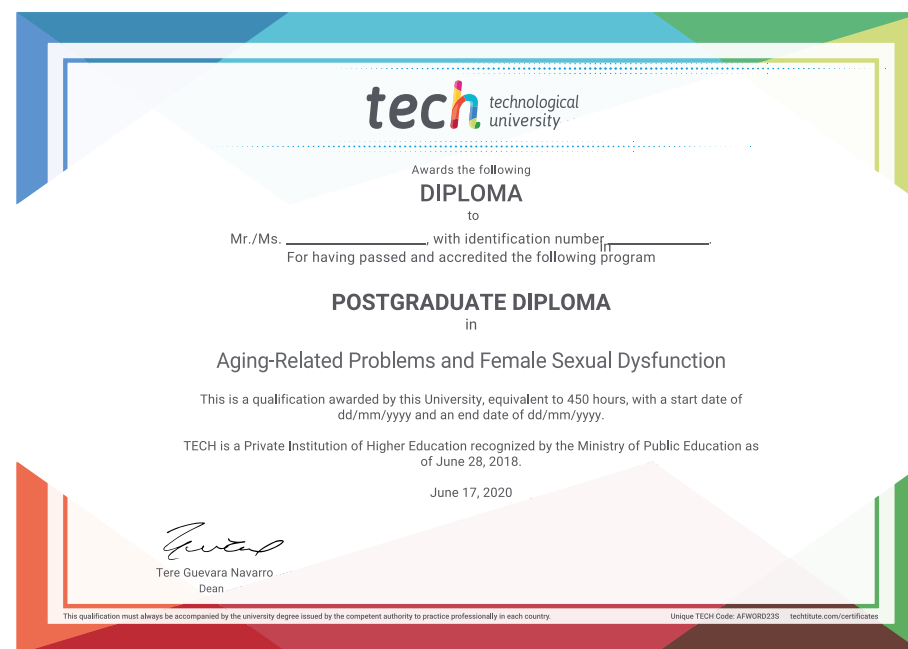 tech technological
university
Awards the following
DIPLOMA
to
Mr./Ms. ____________, with identification number ____________.
In
For having passed and accredited the following program
POSTGRADUATE DIPLOMA
in
Aging-Related Problems and Female Sexual Dysfunction
This is a qualification awarded by this University, equivalent to 450 hours, with a start date of
dd/mm/yyyy and an end date of dd/mm/yyyy.
TECH is a Private Institution of Higher Education recognized by the Ministry of Public Education as
of June 28, 2018.
June 17, 2020
Tere Guevara Navarro
Dean
This qualification must always be accompanied by the university degree issued by the competent authority to practice professionally in each country.
Unique TECH Code: AFWORD23S techtitute.com/certificates